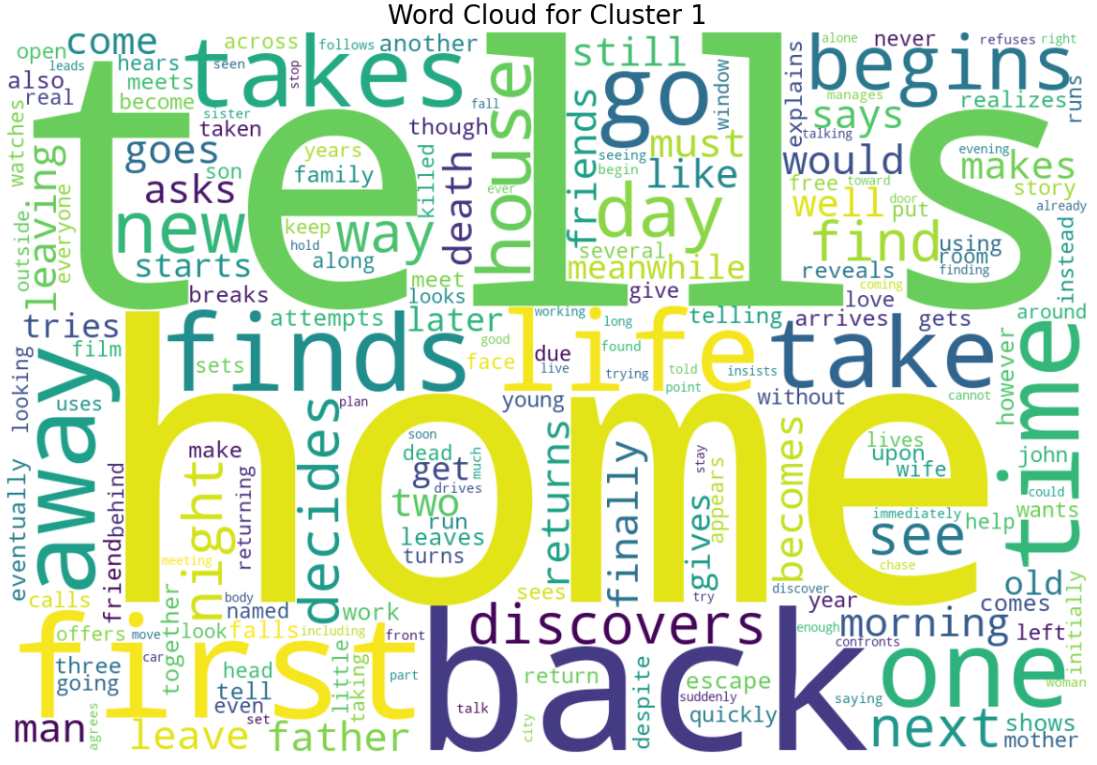 Word Cloud for Cluster 1
open
come
across
follows
another
still
begins
never
alone
refuses
right
leads
hears
takes
seen
stop
house
go
window
explains
also
meets
real
become
sister
fall
friends
must
manages
realizes
runs
watches
tells
taken
though
says
talking
goes
years
death
killed
seeing
begin
like
would
evening
makes
leaving
son
family
ever
day
free
toward
story
asks
well
door
put
already
outside
everyone
new
keep
way
hold
along
several
find
using
room
instead
starts
meet
meanwhile
reveals
finding
breaks
looks
give
love
coming
tries
attempts
later
working
long
telling
arrives
gets
around
film
finds
good
life
found
told
take
time
however
sets
face
due
live
trying
point
insists
looking
away
uses
home
decides
plan
young
without
cannot
make
soon
dead
much
get
drives
returns
finally
stay
becomes
lives
upon
wife
john
could
wants
night
returning
two
run
leaves
turns
gives
appears
see
immediately
help
eventually
behind
friend
meeting
chase
calls
body
named
sees
try
discover
year
old
comes
first
together
work
back
discovers
morning
left
initially
offers
move
look
falls
including
front
enough
confronts
one
three
going
car
head
little
taking
part
return
despite
escape
suddenly
saying
woman
tell
even
set
talk
city
quickly
next
shows
man
agrees
leave
father
mother